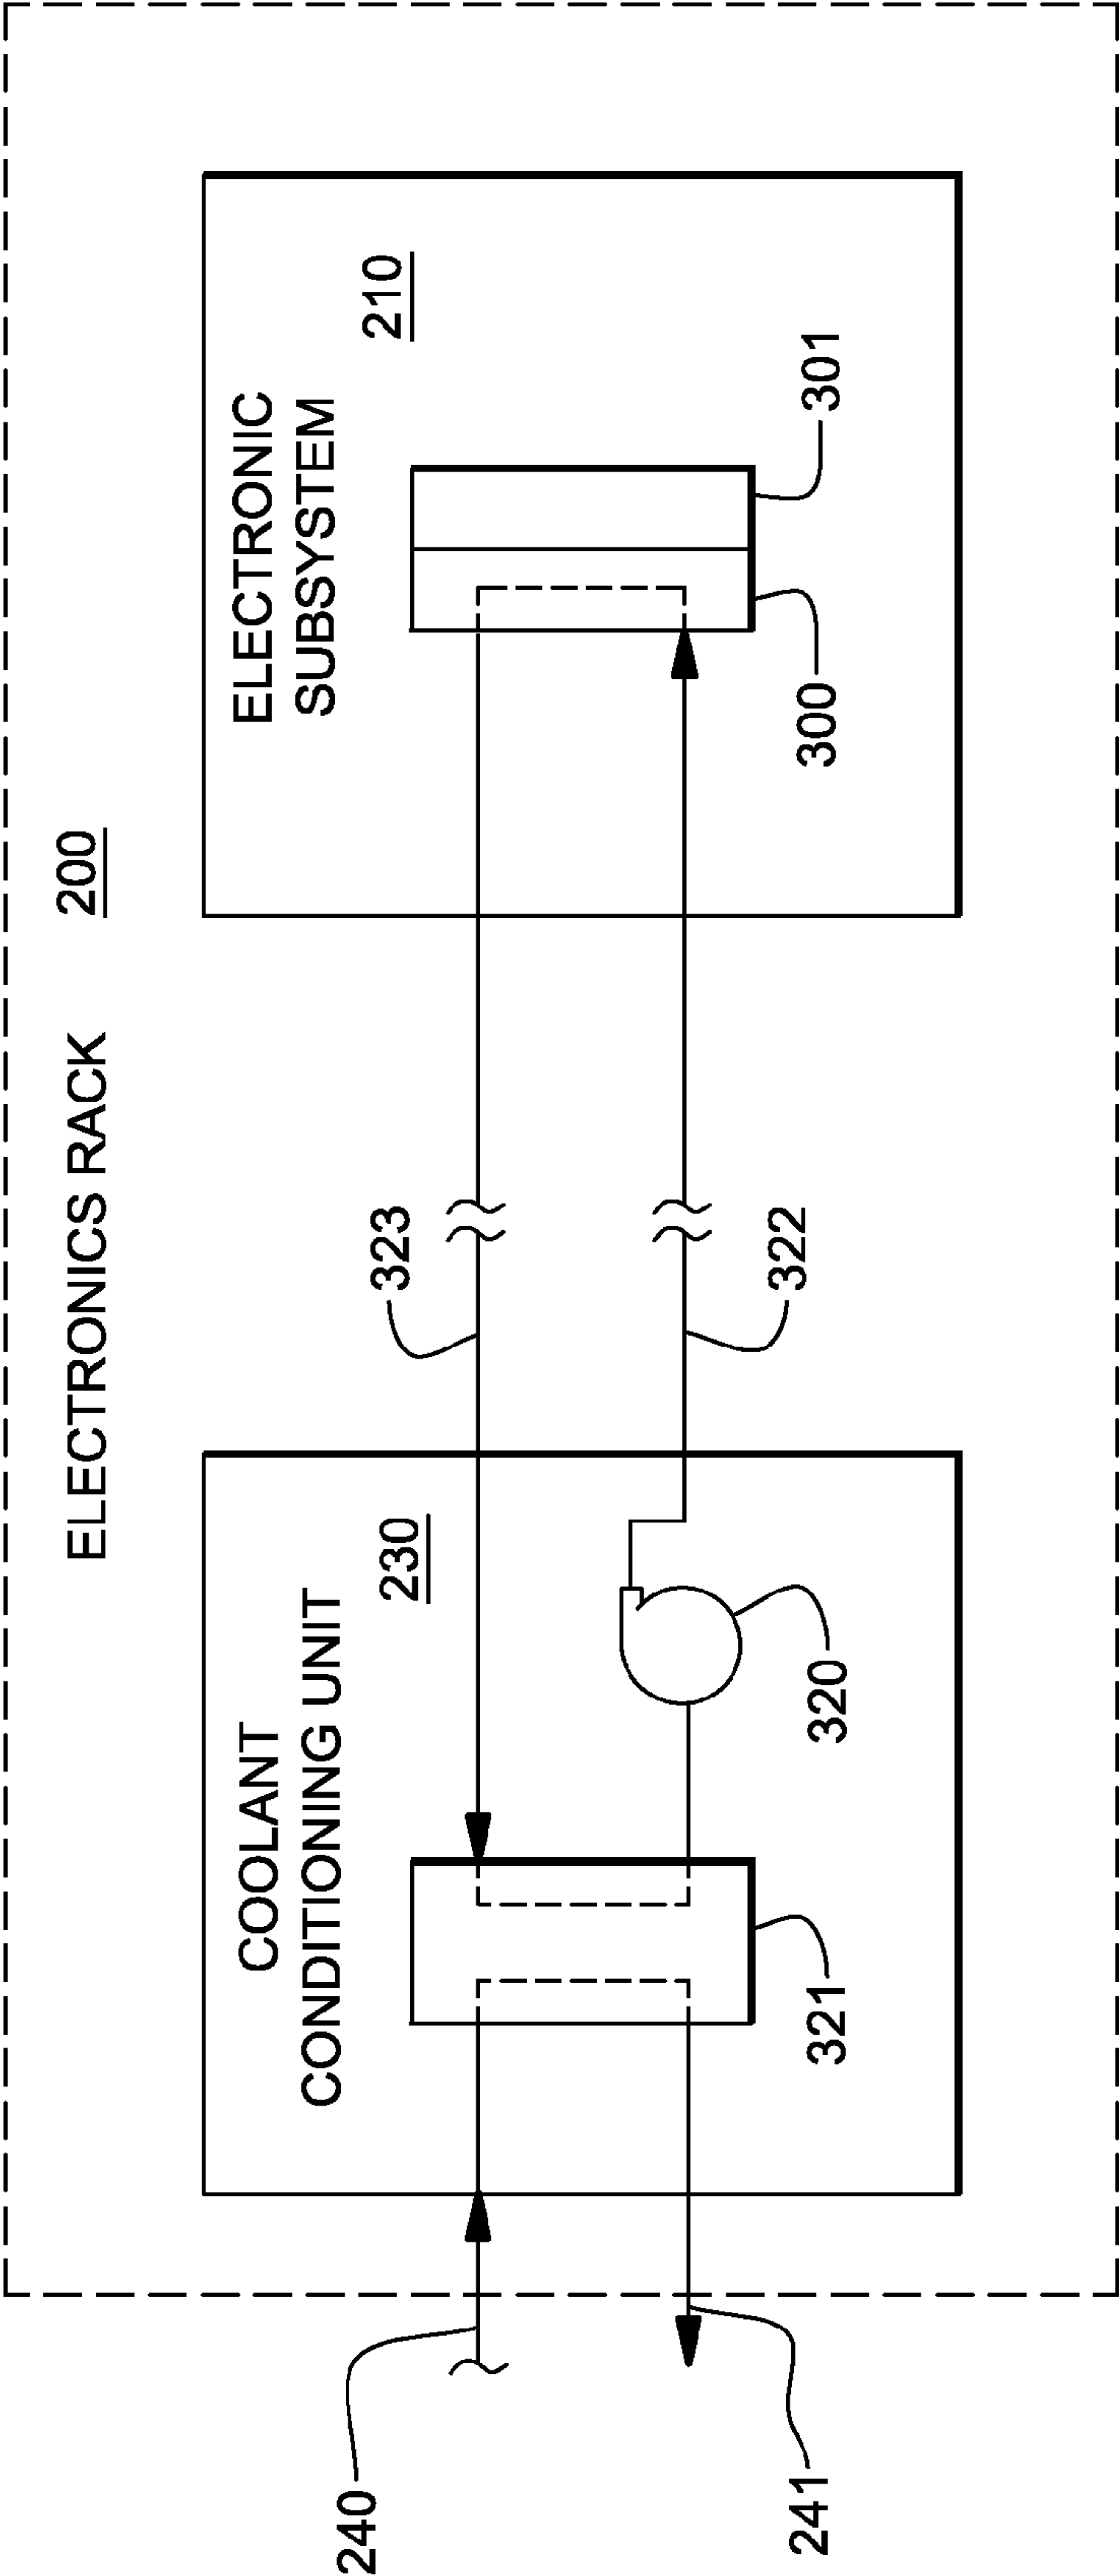 ELECTRONICS RACK 200
COOLANT
CONDITIONING UNIT
230
ELECTRONIC
SUBSYSTEM
210
240
323
241
321
320
322
300
301